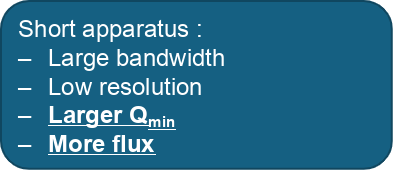 Short apparatus :
– Large bandwidth
– Low resolution
– Larger Qmin
– More flux